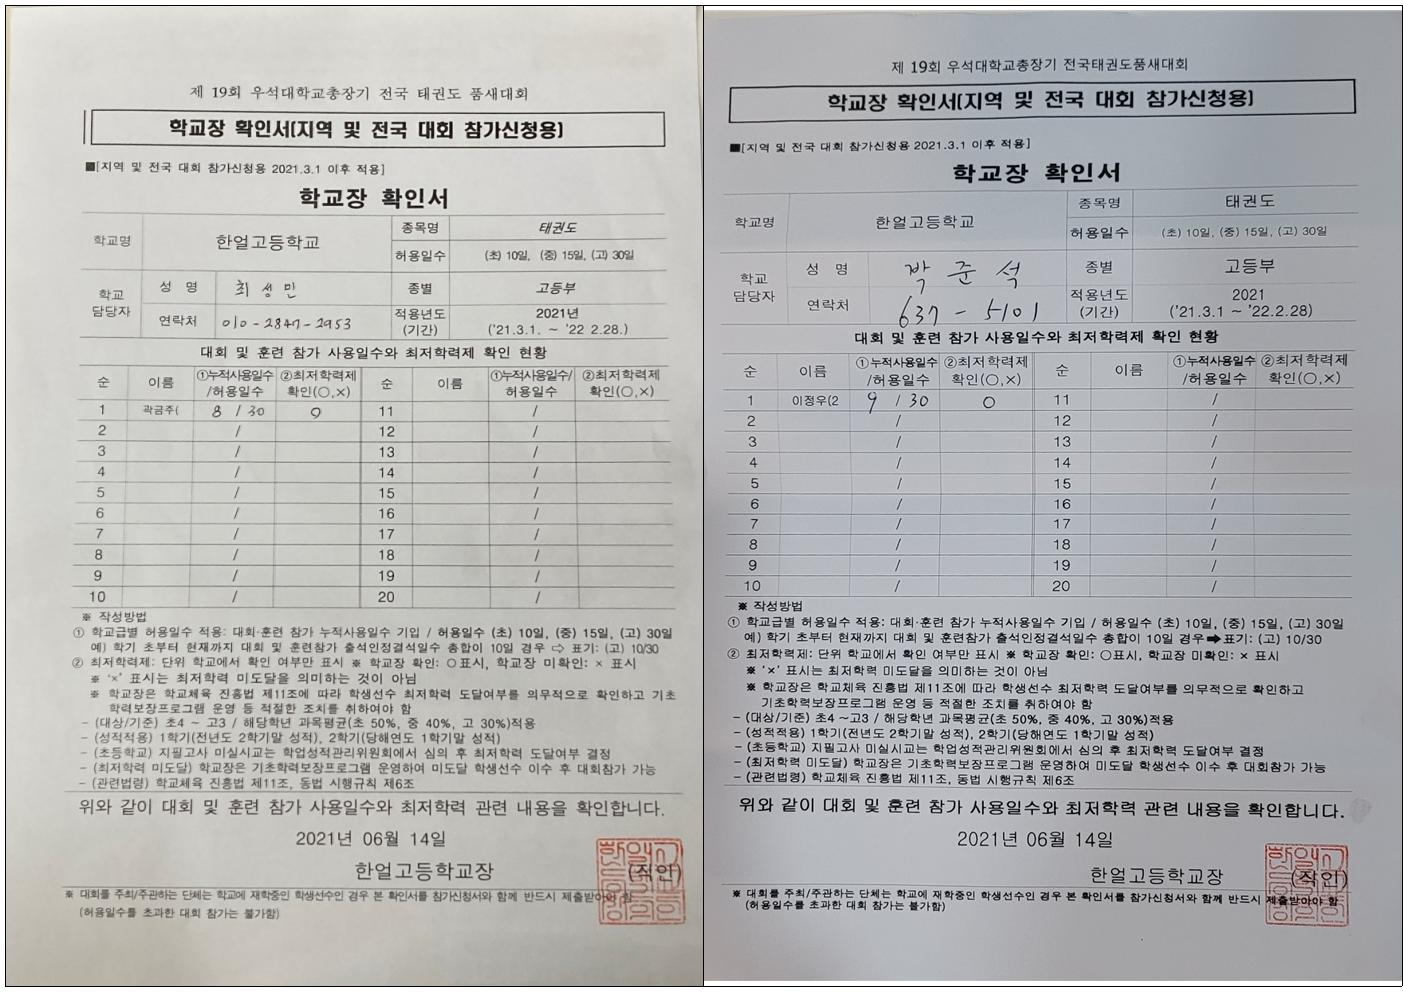 제 19회 우석대학교총장기 전국 태권도 품새대회
학교장 확인서(지역 및 전국 대회 참가신청용)
■[지역 및 전국 대회 참가신청용 2021.3.1 이후 적용]
학교장 확인서
학교명 한얼고등학교 종목명 태권도
허용일수 (초) 10일, (중) 15일, (고) 30일
학교 담당자 성 명 최성민 종별 고등부
연락처 010-2847-2953 적용년도 (기간) 2021년 ('21.3.1. ~ '22 2.28.)
대회 및 훈련 참가 사용일수와 최저학력제 확인 현황
순 이름 ①누적사용일수/허용일수 ②최저학력제 확인(○,×) 순 이름 ①누적사용일수/허용일수 ②최저학력제 확인(○,×)
1 곽금주( 8 / 30 ○ 11 /
2 / 12 /
3 / 13 /
4 / 14 /
5 / 15 /
6 / 16 /
7 / 17 /
8 / 18 /
9 / 19 /
10 / 20 /
※ 작성방법
① 학교급별 허용일수 적용: 대회·훈련 참가 누적사용일수 기입 / 허용일수 (초) 10일, (중) 15일, (고) 30일
예) 학기 초부터 현재까지 대회 및 훈련참가 출석인정결석일수 총합이 10일 경우 ⇨ 표기: (고) 10/30
② 최저학력제: 단위 학교에서 확인 여부만 표시 ※ 학교장 확인: ○표시, 학교장 미확인: × 표시
※ '×' 표시는 최저학력 미도달을 의미하는 것이 아님
※ 학교장은 학교체육 진흥법 제11조에 따라 학생선수 최저학력 도달여부를 의무적으로 확인하고 기초
학력보장프로그램 운영 등 적절한 조치를 취하여야 함
- (대상/기준) 초4 ~ 고3 / 해당학년 과목평균(초 50%, 중 40%, 고 30%)적용
- (성적적용) 1학기(전년도 2학기말 성적), 2학기(당해연도 1학기말 성적)
- (초등학교) 지필고사 미실시교는 학업성적관리위원회에서 심의 후 최저학력 도달여부 결정
- (최저학력 미도달) 학교장은 기초학력보장프로그램 운영하여 미도달 학생선수 이수 후 대회참가 가능
- (관련법령) 학교체육 진흥법 제11조, 동법 시행규칙 제6조
위와 같이 대회 및 훈련 참가 사용일수와 최저학력 관련 내용을 확인합니다.
2021년 06월 14일
한얼고등학교장 (직인)
※ 대회를 주최/주관하는 단체는 학교에 재학중인 학생선수인 경우 본 확인서를 참가신청서와 함께 반드시 제출받아야 함
(허용일수를 초과한 대회 참가는 불가함)
제 19회 우석대학교총장기 전국태권도품새대회
학교장 확인서(지역 및 전국 대회 참가신청용)
■[지역 및 전국 대회 참가신청용 2021.3.1 이후 적용]
학교장 확인서
학교명 한얼고등학교 종목명 태권도
허용일수 (초) 10일, (중) 15일, (고) 30일
학교 담당자 성 명 박준석 종별 고등부
연락처 637-5101 적용년도 (기간) 2021 ('21.3.1 ~ '22.2.28)
대회 및 훈련 참가 사용일수와 최저학력제 확인 현황
순 이름 ①누적사용일수/허용일수 ②최저학력제 확인(○,×) 순 이름 ①누적사용일수/허용일수 ②최저학력제 확인(○,×)
1 이정우(2 9 / 30 ○ 11 /
2 / 12 /
3 / 13 /
4 / 14 /
5 / 15 /
6 / 16 /
7 / 17 /
8 / 18 /
9 / 19 /
10 / 20 /
※ 작성방법
① 학교급별 허용일수 적용: 대회·훈련 참가 누적사용일수 기입 / 허용일수 (초) 10일, (중) 15일, (고) 30일
예) 학기 초부터 현재까지 대회 및 훈련참가 출석인정결석일수 총합이 10일 경우➡표기: (고) 10/30
② 최저학력제: 단위 학교에서 확인 여부만 표시 ※ 학교장 확인: ○표시, 학교장 미확인: × 표시
※ '×' 표시는 최저학력 미도달을 의미하는 것이 아님
※ 학교장은 학교체육 진흥법 제11조에 따라 학생선수 최저학력 도달여부를 의무적으로 확인하고
기초학력보장프로그램 운영 등 적절한 조치를 취하여야 함
- (대상/기준) 초4 ~고3 / 해당학년 과목평균(초 50%, 중 40%, 고 30%)적용
- (성적적용) 1학기(전년도 2학기말 성적), 2학기(당해연도 1학기말 성적)
- (초등학교) 지필고사 미실시교는 학업성적관리위원회에서 심의 후 최저학력 도달여부 결정
- (최저학력 미도달) 학교장은 기초학력보장프로그램 운영하여 미도달 학생선수 이수 후 대회참가 가능
- (관련법령) 학교체육 진흥법 제11조, 동법 시행규칙 제6조
위와 같이 대회 및 훈련 참가 사용일수와 최저학력 관련 내용을 확인합니다.
2021년 06월 14일
한얼고등학교장 (직인)
※ 대회를 주최/주관하는 단체는 학교에 재학중인 학생선수인 경우 본 확인서를 참가신청서와 함께 반드시 제출받아야 함
(허용일수를 초과한 대회 참가는 불가함)